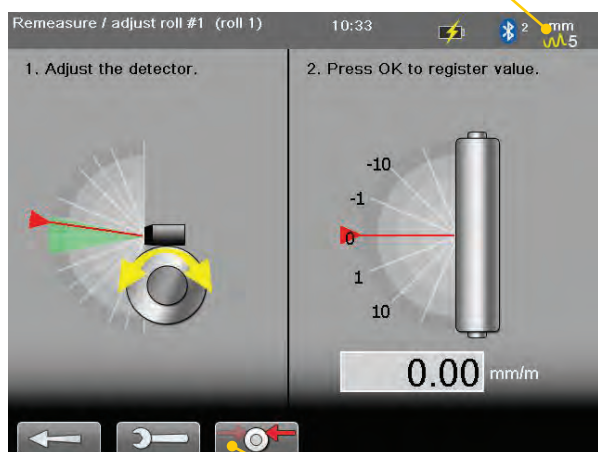 Remeasure / adjust roll #1 (roll 1) 10:33 2 mm
5
1. Adjust the detector.
2. Press OK to register value.
-10
-1
0
1
10
0.00 mm/m